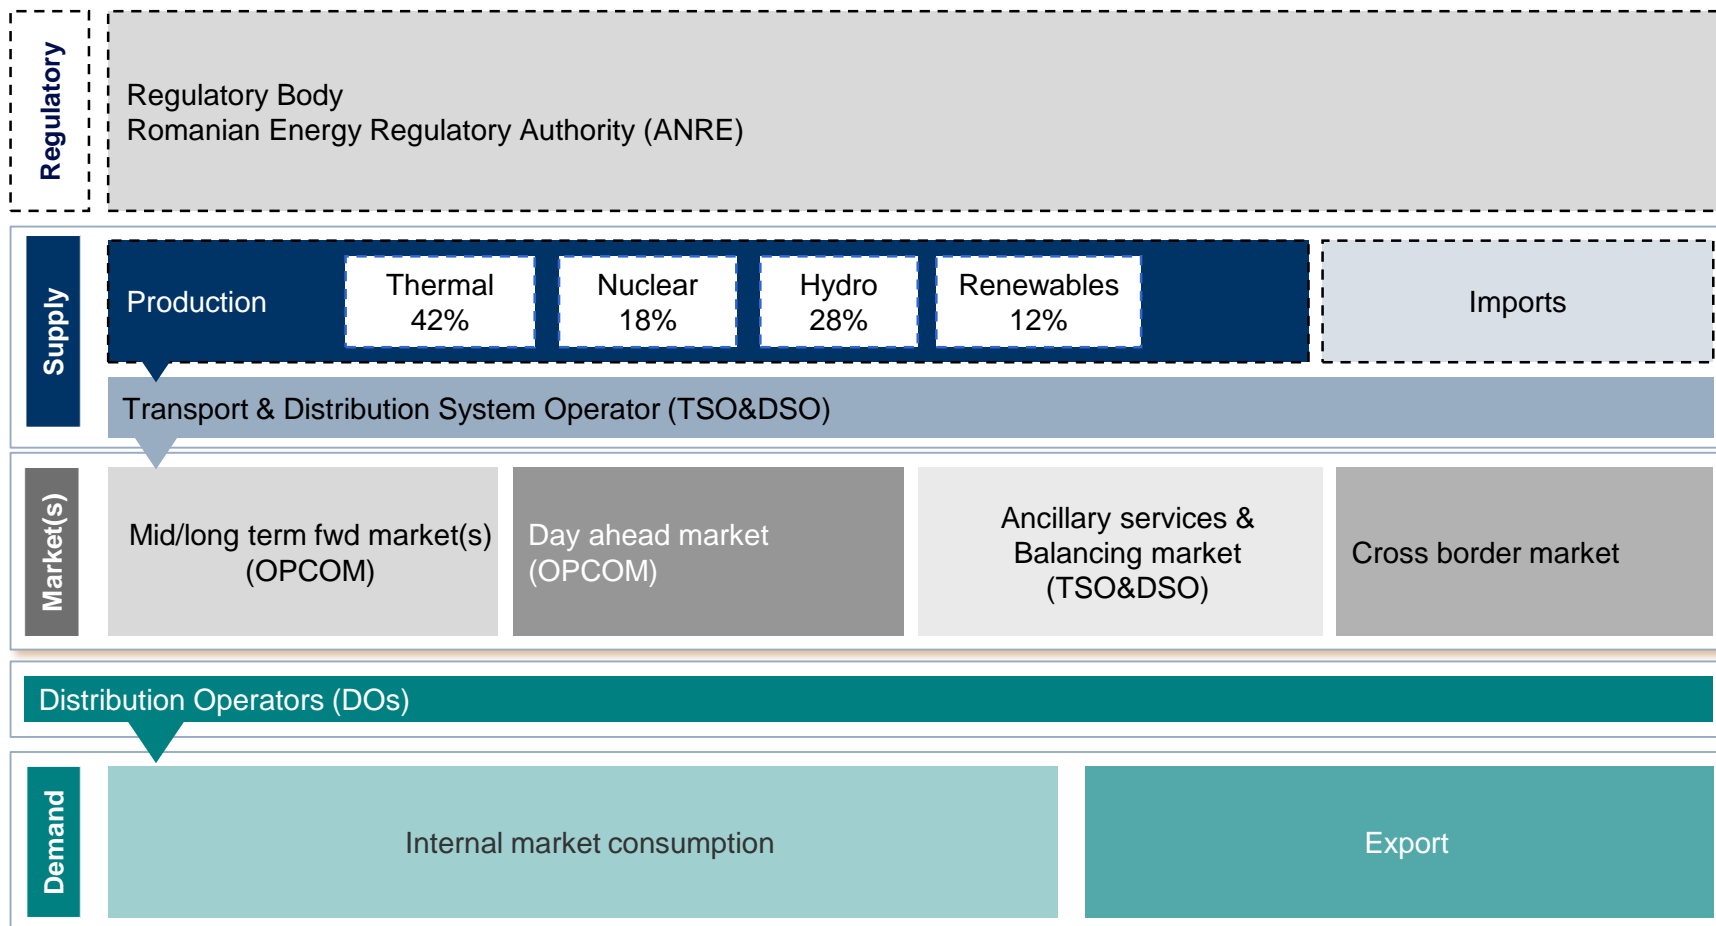 Regulatory
Regulatory Body
Romanian Energy Regulatory Authority (ANRE)
Supply
Production
Thermal
42%
Nuclear
18%
Hydro
28%
Renewables
12%
Imports
Transport & Distribution System Operator (TSO&DSO)
Market(s)
Mid/long term fwd market(s)
(OPCOM)
Day ahead market
(OPCOM)
Ancillary services &
Balancing market
(TSO&DSO)
Cross border market
Distribution Operators (DOs)
Demand
Internal market consumption
Export